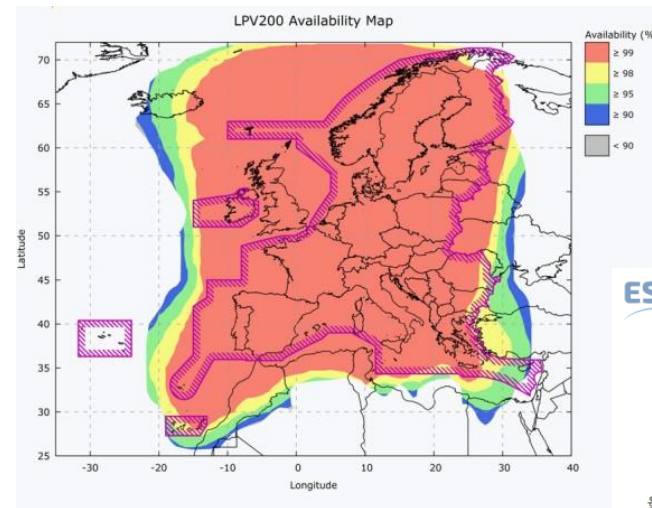 LPV200 Availability Map
Availability (%
≥ 99
≥ 98
≥ 95
≥ 90
< 90
70
65
60
55
50
45
40
35
30
25
Latitude
-30 -20 -10 0 10 20 30 40
Longitude
ES